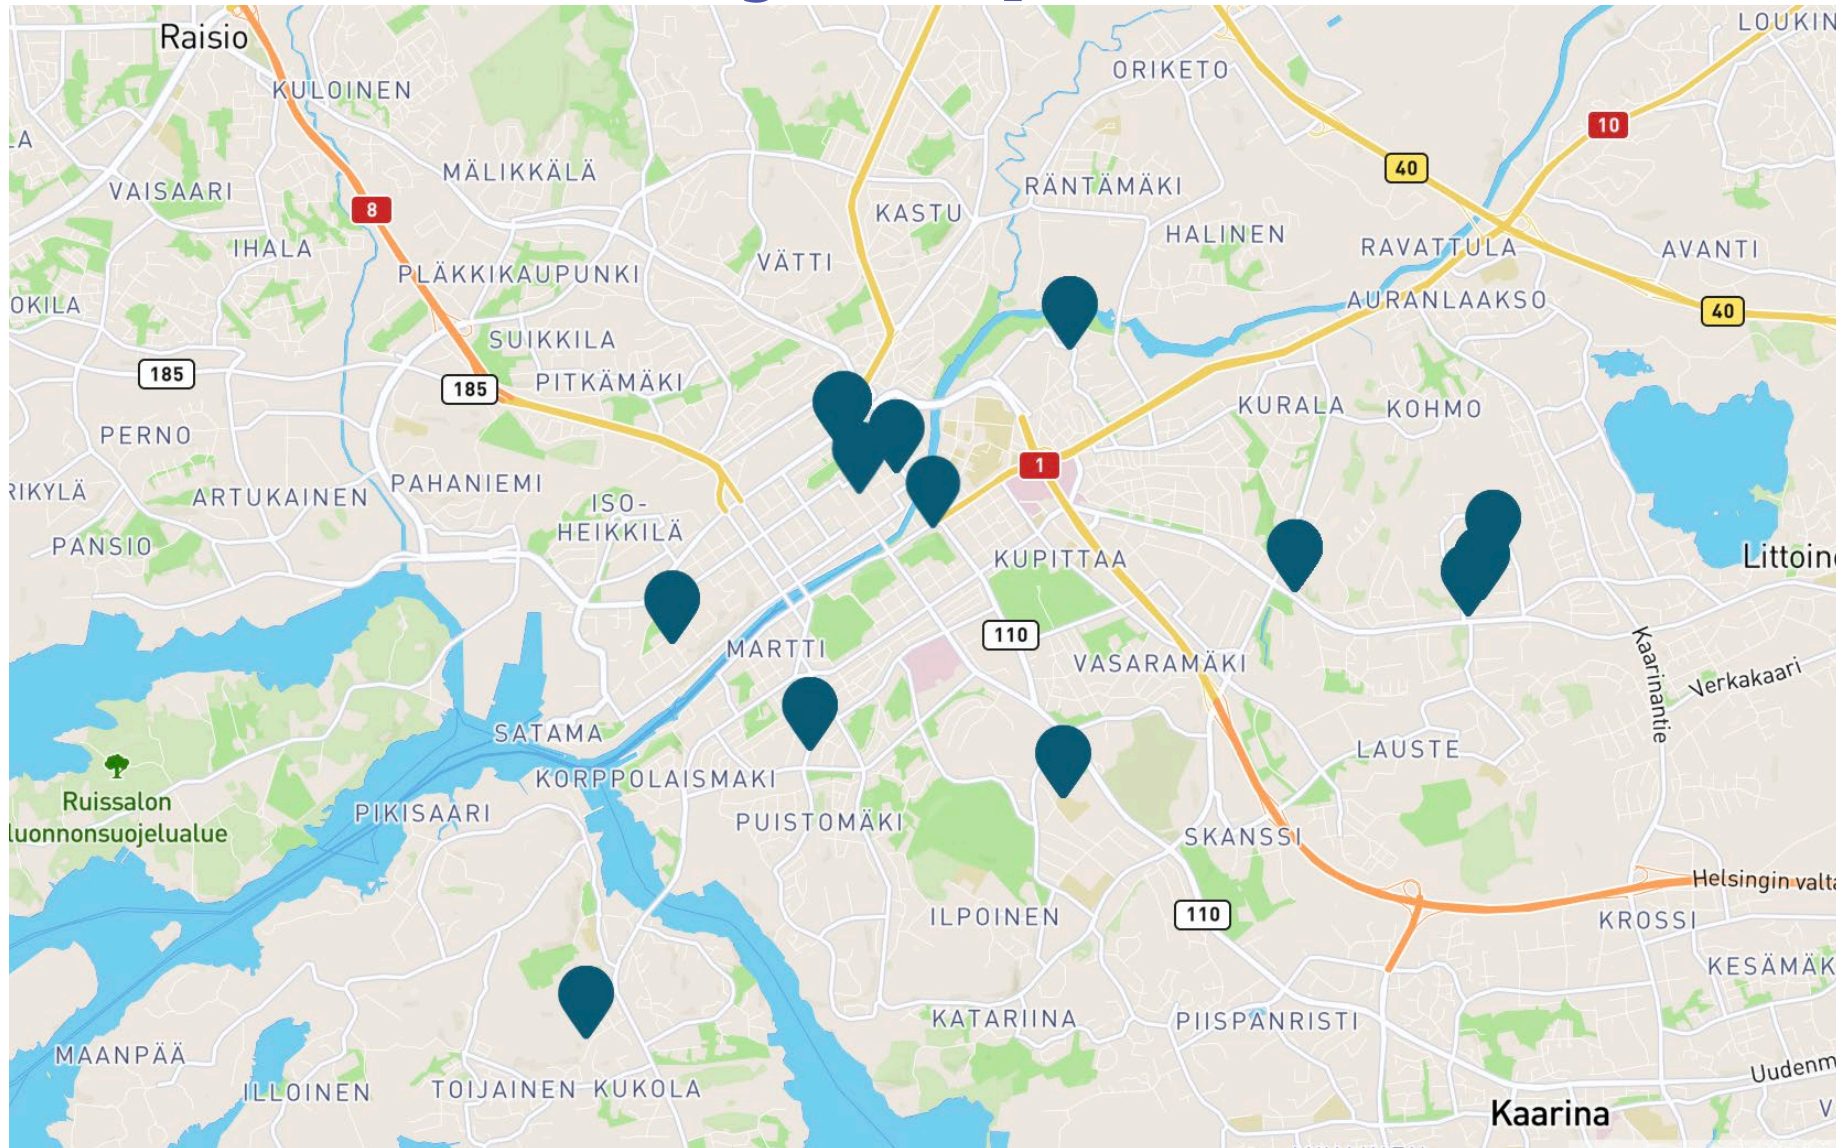 Raisio
LOUKIN
ORIKETO
KULOINEN
10
MÄLIKKÄLÄ
40
VAISAARI
RÄNTÄMÄKI
8
KASTU
HALINEN
IHALA
RAVATTULA
AVANTI
VÄTTI
PLÄKKIKAUPUNKI
AURANLAAKSO
OKILA
40
SUIKKILA
185
185
PITKÄMÄKI
KURALA
KOHMO
PERNO
1
PAHANIEMI
RIKYLÄ
ARTUKAINEN
ISO-
HEIKKILÄ
PANSIO
KUPITTAA
Littoine
110
MARTTI
VASARAMÄKI
Kaarinantie
Verkakaari
SATAMA
LAUSTE
KORPPOLAISMAKI
Ruissalon
luonnonsuojelualue
PIKISAARI
PUISTOMÄKI
SKANSSI
Helsingin valta
ILPOINEN
110
KROSSI
KESÄMÄK
KATARIINA
PIISPANRISTI
MAANPÄÄ
Uudenm
ILLOINEN
TOIJAINEN
KUKOLA
Kaarina